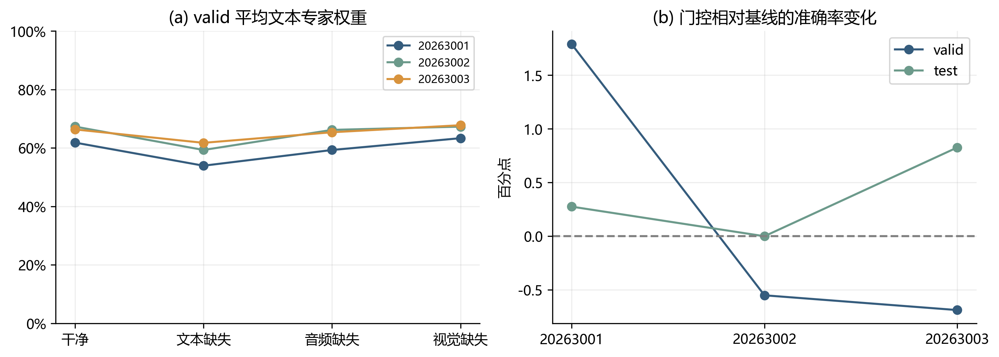 (a) valid 平均文本专家权重
100%
80%
60%
40%
20%
0%
干净
文本缺失
音频缺失
视觉缺失
20263001
20263002
20263003
(b) 门控相对基线的准确率变化
百分点
1.5
1.0
0.5
0.0
-0.5
20263001
20263002
20263003
valid
test